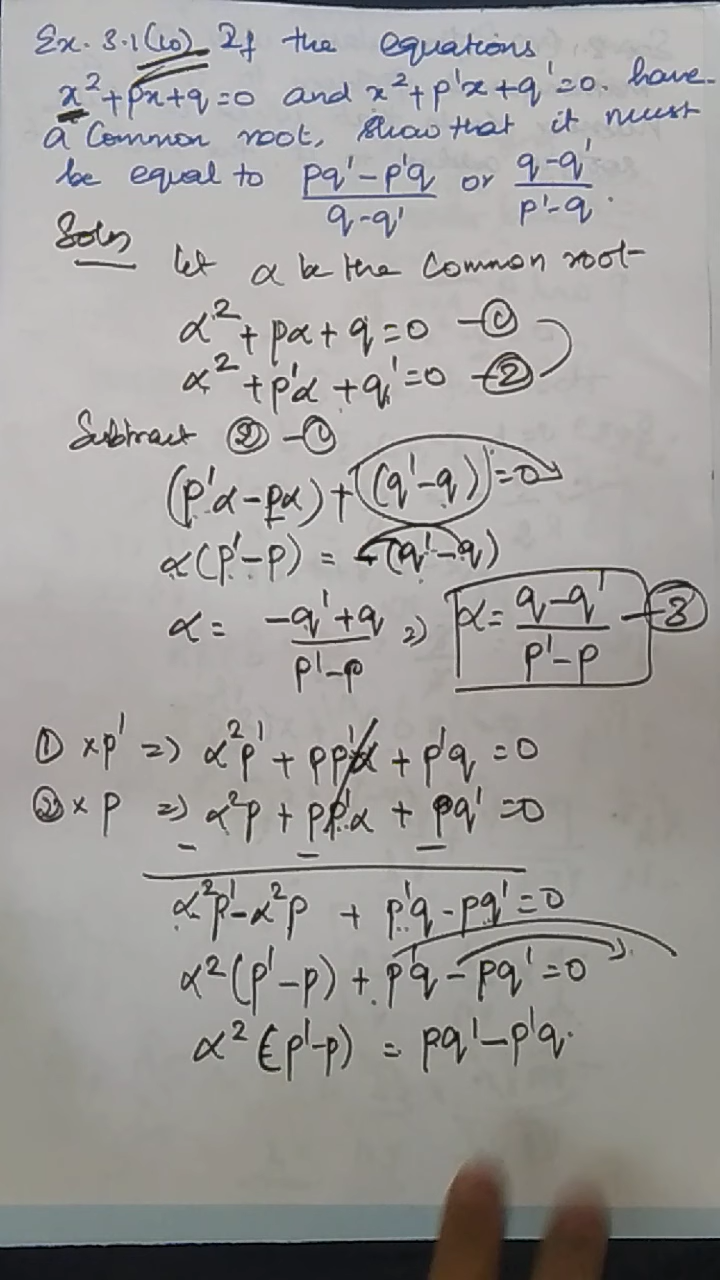 Ex. 3.1(10) If the equations
x² + px + q = 0 and x² + p'x + q' = 0. have
a Common root, show that it must
be equal to (pq' - p'q)/(q - q') or (q - q')/(p' - q).
Soln
let α be the Common root
α² + pα + q = 0 — ①
α² + p'α + q' = 0 — ②
Subtract ② - ①
(p'α - pα) + (q' - q) = 0
α(p' - p) = -(q' - q)
α = (-q' + q)/(p' - p) ⇒ α = (q - q')/(p' - p) — ③
① × p' ⇒ α²p' + pp'α + p'q = 0
② × p ⇒ α²p + pp'α + pq' = 0
- - -
α²p' - α²p + p'q - pq' = 0
α²(p' - p) + p'q - pq' = 0
α²(p' - p) = pq' - p'q.